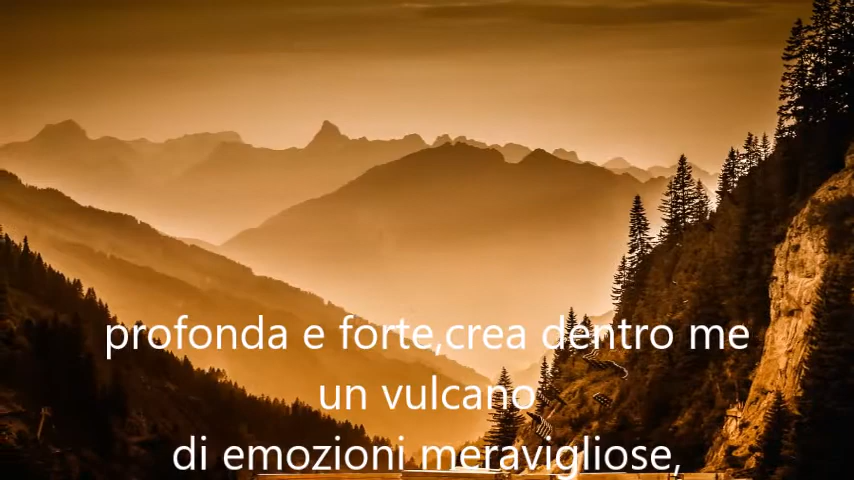 profonda e forte,crea dentro me
un vulcano
di emozioni meravigliose,